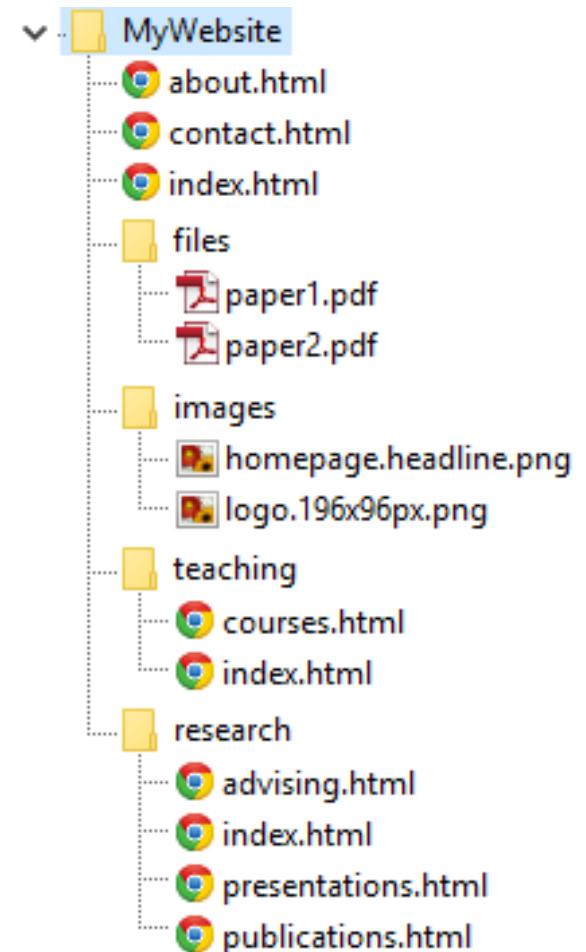 MyWebsite
about.html
contact.html
index.html
files
paper1.pdf
paper2.pdf
images
homepage.headline.png
logo.196x96px.png
teaching
courses.html
index.html
research
advising.html
index.html
presentations.html
publications.html